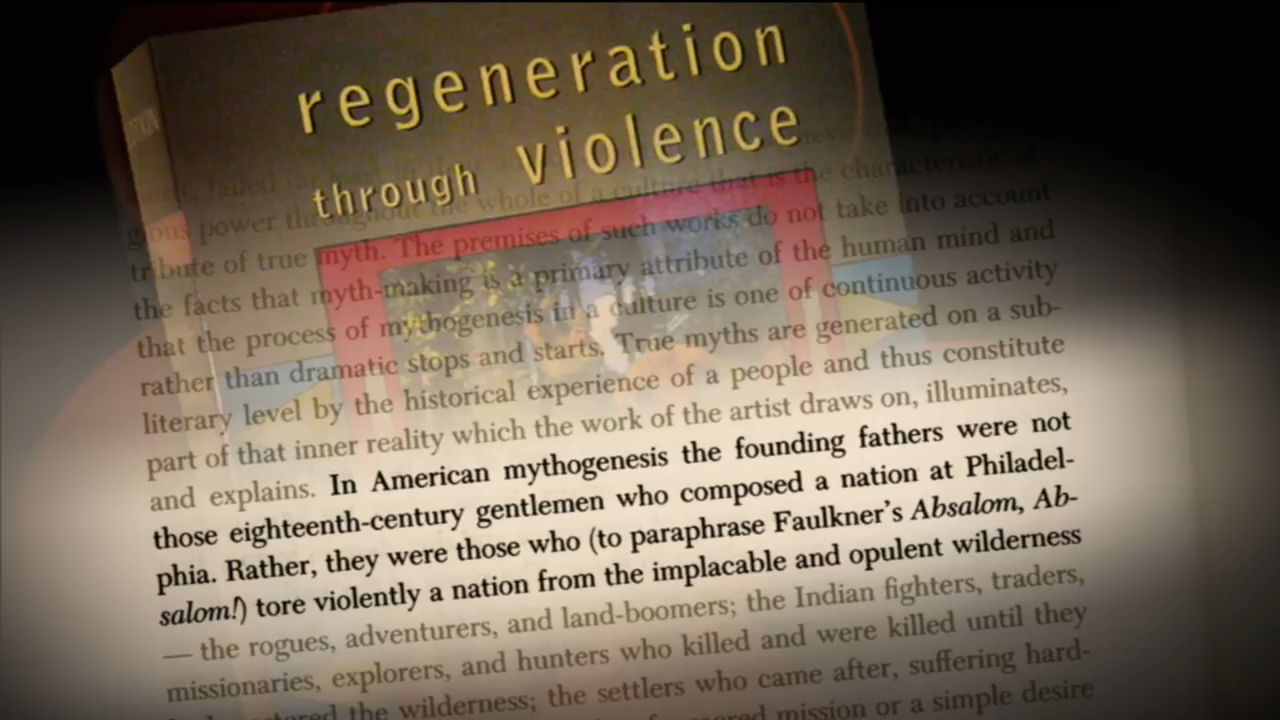 regeneration
through violence
failed
gious power throughout the whole of a culture that is the characteristic at-
tribute of true myth. The premises of such works do not take into account
the facts that myth-making is a primary attribute of the human mind and
that the process of mythogenesis in a culture is one of continuous activity
rather than dramatic stops and starts. True myths are generated on a sub-
literary level by the historical experience of a people and thus constitute
part of that inner reality which the work of the artist draws on, illuminates,
and explains. In American mythogenesis the founding fathers were not
those eighteenth-century gentlemen who composed a nation at Philadel-
phia. Rather, they were those who (to paraphrase Faulkner's Absalom, Ab-
salom!) tore violently a nation from the implacable and opulent wilderness
— the rogues, adventurers, and land-boomers; the Indian fighters, traders,
missionaries, explorers, and hunters who killed and were killed until they
the wilderness; the settlers who came after, suffering hard-
mission or a simple desire